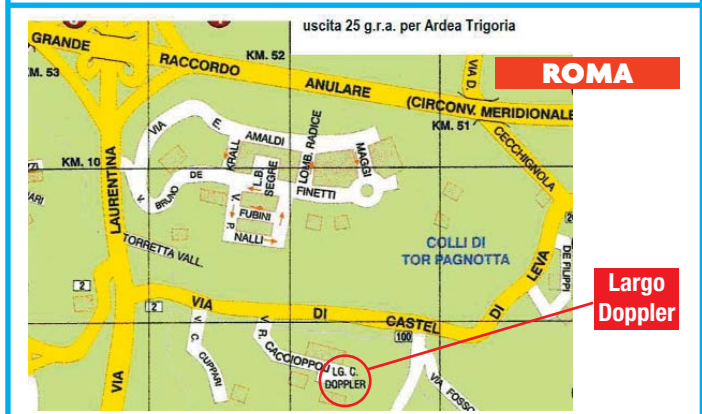 uscita 25 g.r.a. per Ardea Trigoria
ROMA
GRANDE
RACCORDO
ANULARE
(CIRCONV. MERIDIONALE
KM. 53
KM. 52
KM. 51
VIA D.
CECCHIGNOLA
VIA
E.
AMALDI
KRALL
L.B.
SEGRE
LOMB. RADICE
MAGGI
KM. 10
LAURENTINA
V.
BRUNO
DE
FINETTI
V.
P.
FUBINI
NALLI
TORRETTA VALL.
COLLI DI
TOR PAGNOTTA
DE FILIPPI
LEVA
DI
2
2
VIA
DI
CASTEL
100
Largo
Doppler
V. C. CUPPARI
V. R. CACCIOPPOLI
LG. C.
DOPPLER
VIA
VIA FOSSO